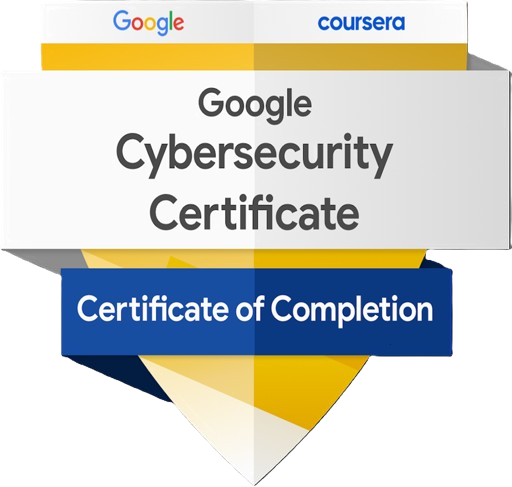 Google coursera
Google
Cybersecurity
Certificate
Certificate of Completion